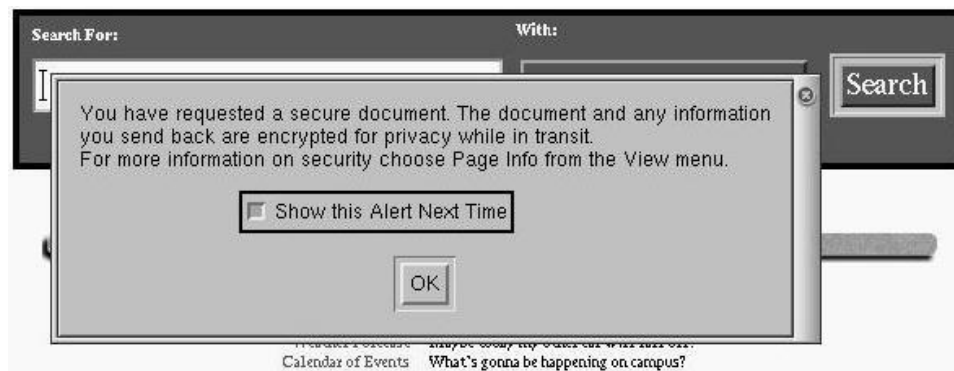 Search For:
With:
Search
You have requested a secure document. The document and any information
you send back are encrypted for privacy while in transit.
For more information on security choose Page Info from the View menu.
Show this Alert Next Time
OK
Calendar of Events What's gonna be happening on campus?